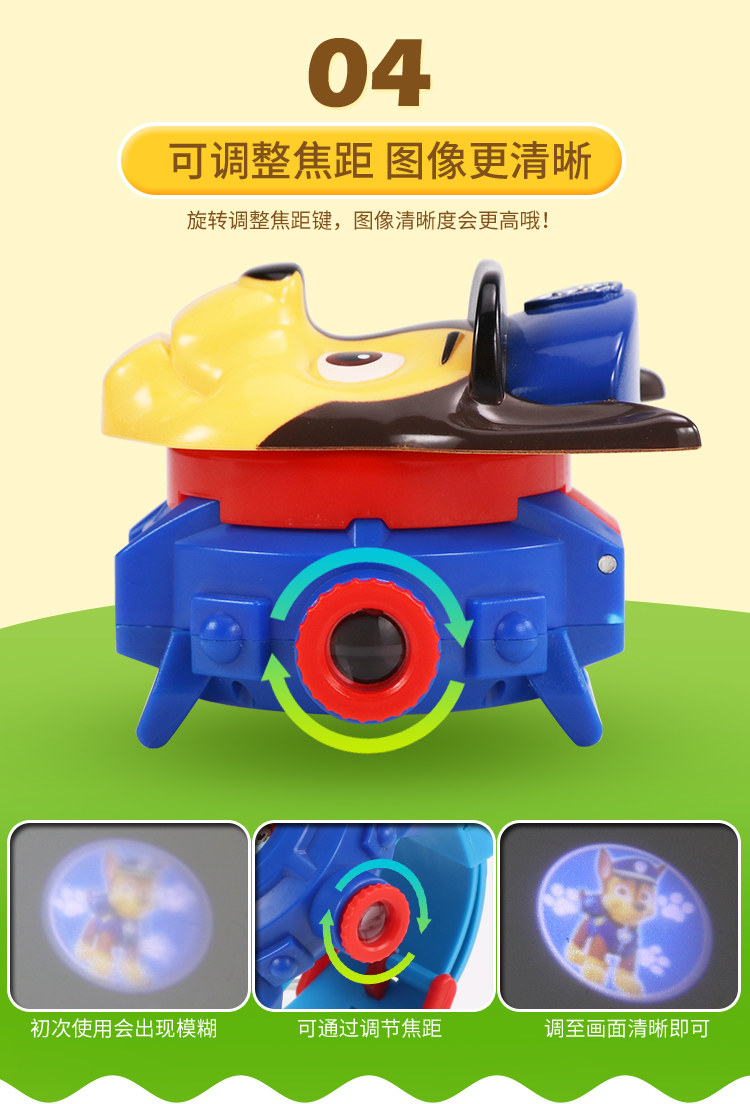 04
可调整焦距 图像更清晰
旋转调整焦距键，图像清晰度会更高哦！
初次使用会出现模糊
可通过调节焦距
调至画面清晰即可